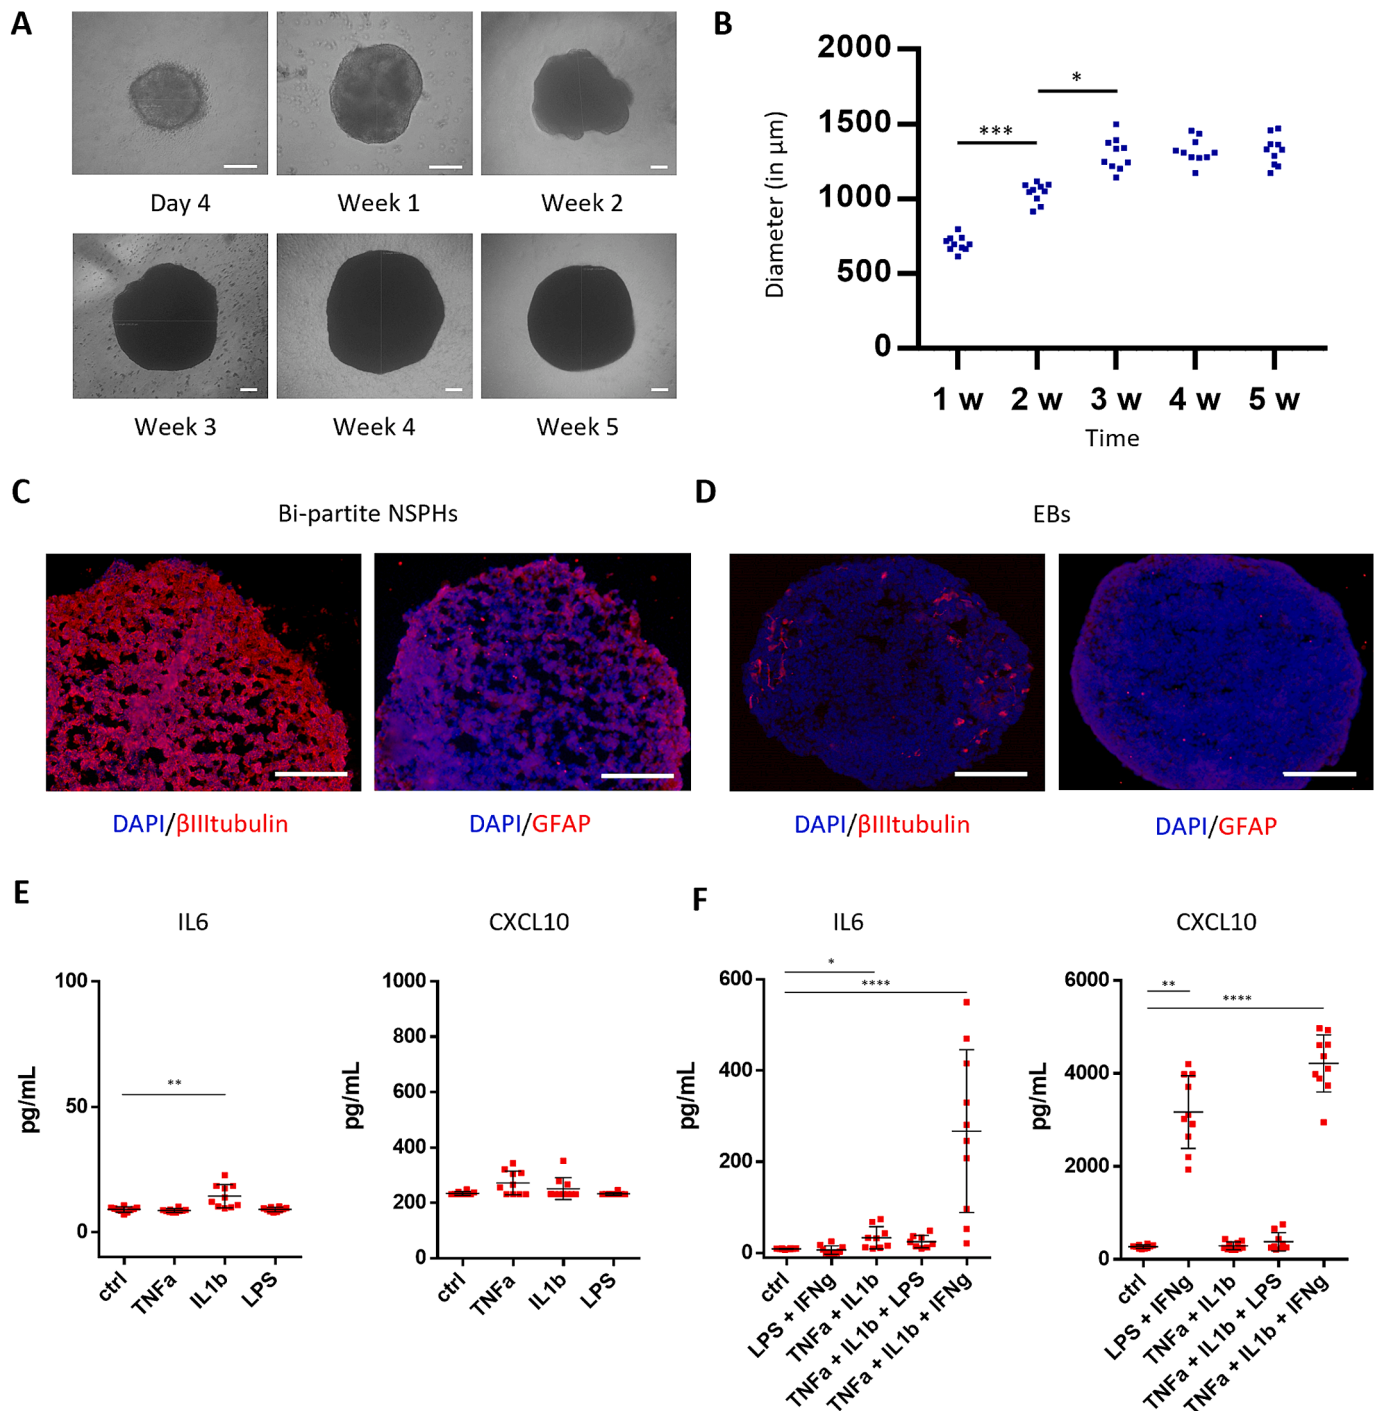 A
Day 4
Week 1
Week 2
Week 3
Week 4
Week 5
B
2000
1500
1000
500
0
Diameter (in µm)
***
*
1 w
2 w
3 w
4 w
5 w
Time
C
Bi-partite NSPHs
DAPI/βIIItubulin
DAPI/GFAP
D
EBs
DAPI/βIIItubulin
DAPI/GFAP
E
IL6
100
50
0
pg/mL
**
ctrl
TNFa
IL1b
LPS
CXCL10
1000
800
600
400
200
0
pg/mL
ctrl
TNFa
IL1b
LPS
F
IL6
600
400
200
0
pg/mL
*
****
ctrl
LPS + IFNg
TNFa + IL1b
TNFa + IL1b + LPS
TNFa + IL1b + IFNg
CXCL10
6000
4000
2000
0
pg/mL
**
****
ctrl
LPS + IFNg
TNFa + IL1b
TNFa + IL1b + LPS
TNFa + IL1b + IFNg